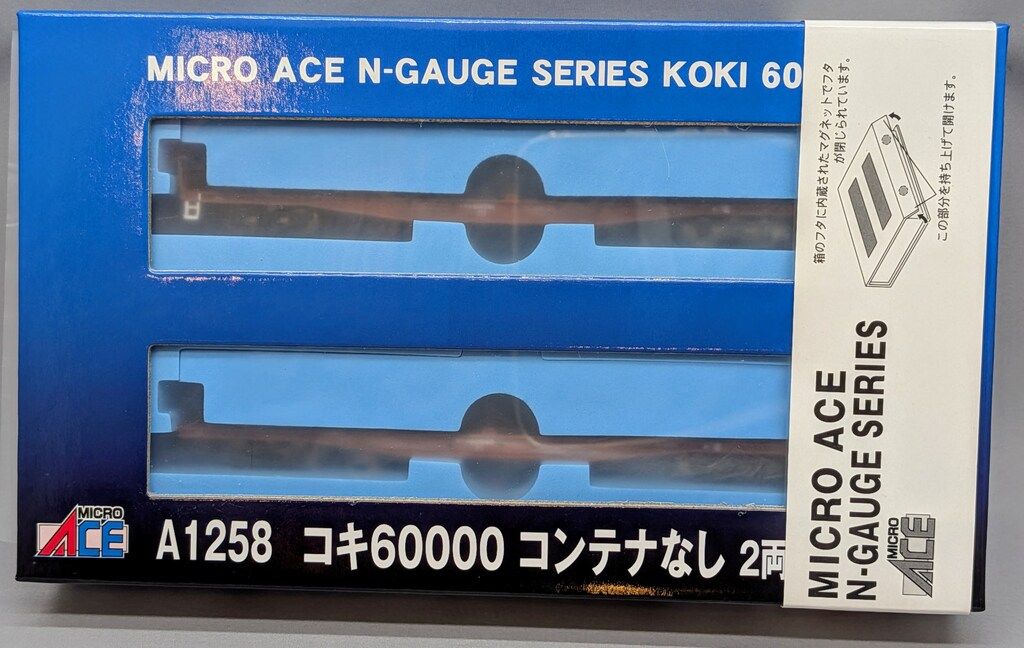 MICRO ACE N-GAUGE SERIES KOKI 60
MICRO ACE
A1258 コキ60000 コンテナなし 2両
箱のフタに内蔵されたマグネットでフタ
が閉じられています。
この部分を持ち上げて開けます。
MICRO ACE
N-GAUGE SERIES
MICRO ACE